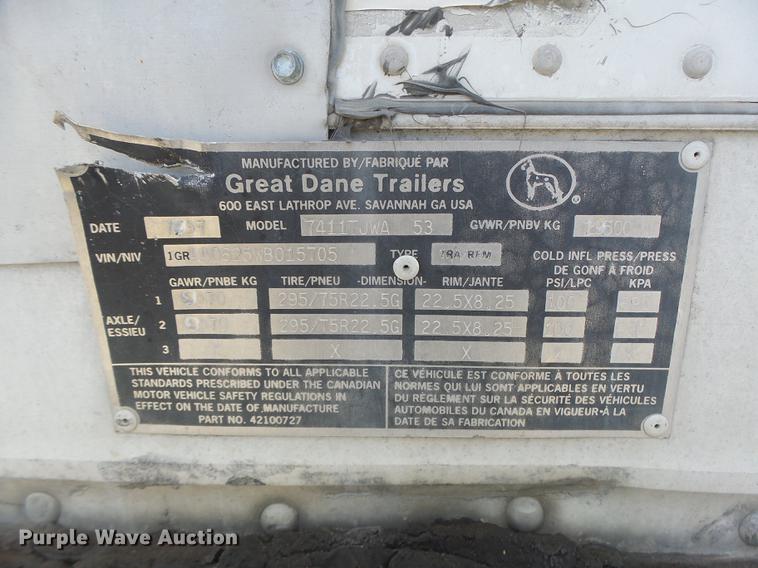 MANUFACTURED BY/FABRIQUÉ PAR
Great Dane Trailers
600 EAST LATHROP AVE. SAVANNAH GA USA
®
DATE MODEL 7411TJWA 53 GVWR/PNBV KG
VIN/NIV 1GR TYPE TRA REM COLD INFL PRESS/PRESS
DE GONF À FROID
GAWR/PNBE KG TIRE/PNEU -DIMENSION- RIM/JANTE PSI/LPC KPA
1 295/75R22.5G 22.5X8.25
AXLE/
ESSIEU
2 295/75R22.5G 22.5X8.25
3 X X
THIS VEHICLE CONFORMS TO ALL APPLICABLE
STANDARDS PRESCRIBED UNDER THE CANADIAN
MOTOR VEHICLE SAFETY REGULATIONS IN
EFFECT ON THE DATE OF MANUFACTURE
PART NO. 42100727
CE VÉHICULE EST CONFORME À TOUTES LES
NORMES QUI LUI SONT APPLICABLES EN VERTU
DU RÈGLEMENT SUR LA SÉCURITÉ DES VÉHICULES
AUTOMOBILES DU CANADA EN VIGUEUR À LA
DATE DE SA FABRICATION
Purple Wave Auction